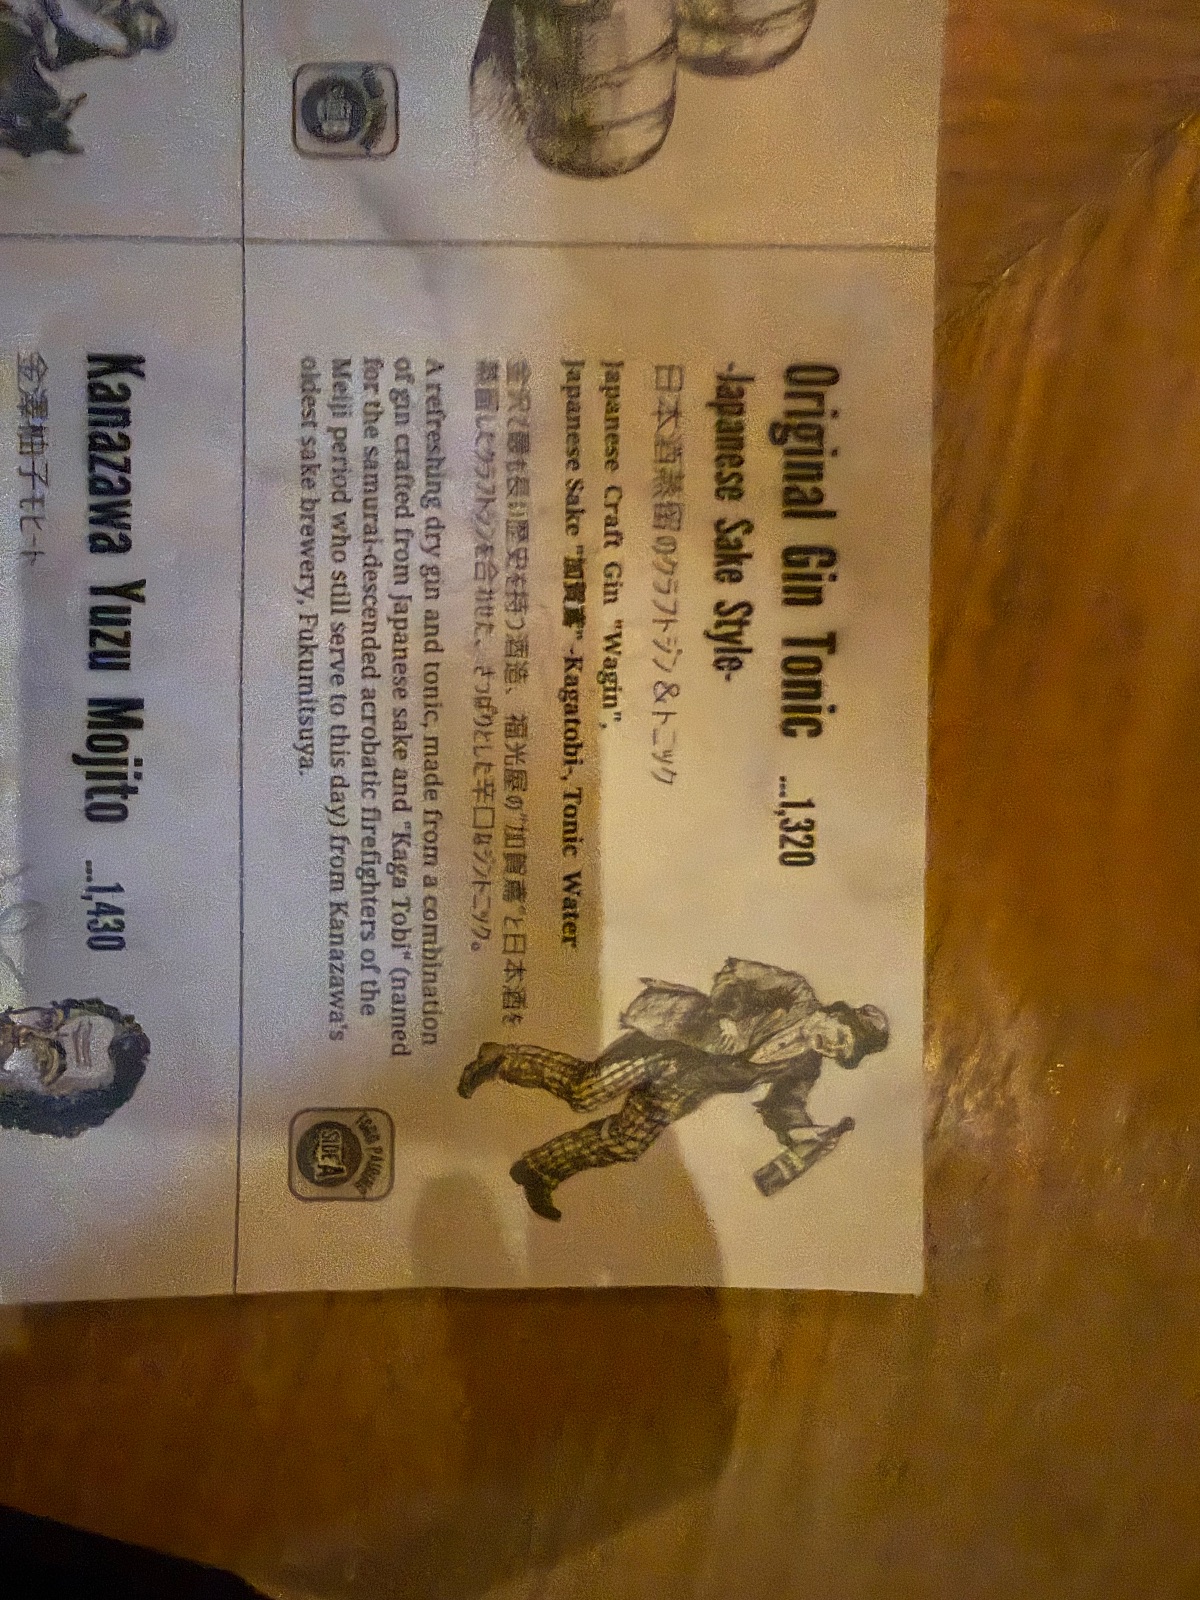 Original Gin Tonic ...1,320
-Japanese Sake Style-
日本酒蒸留のクラフトジン＆トニック
Japanese Craft Gin "Wagin",
Japanese Sake "加賀鳶" -Kagatobi-, Tonic Water
金沢で最も長い歴史を持つ酒造、福光屋の"加賀鳶"と日本酒を
蒸留したクラフトジンを合わせた、さっぱりとした辛口なジントニック。
A refreshing dry gin and tonic, made from a combination
of gin crafted from Japanese sake and "Kaga Tobi" (named
for the samurai-descended acrobatic firefighters of the
Meiji period who still serve to this day) from Kanazawa's
oldest sake brewery, Fukumitsuya.
SIDE A
Kanazawa Yuzu Mojito ...1,430
金澤柚子モヒート